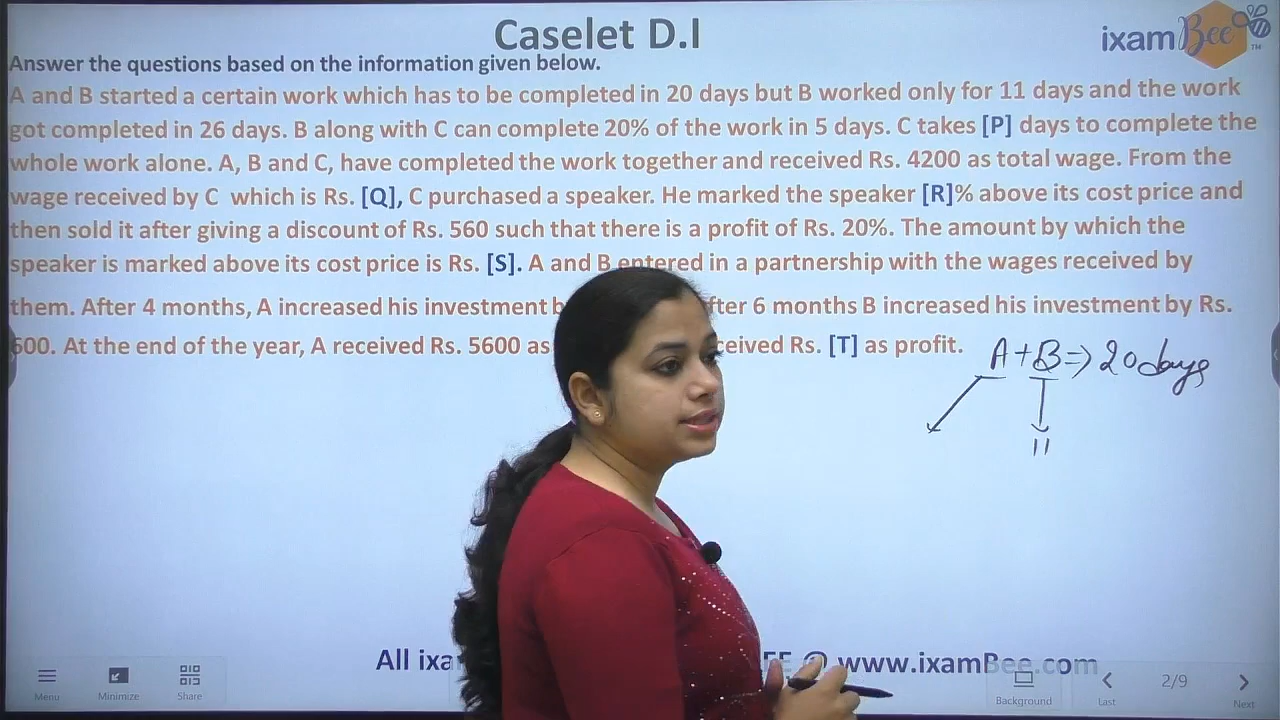 Caselet D.I
ixamBee™
Answer the questions based on the information given below.
A and B started a certain work which has to be completed in 20 days but B worked only for 11 days and the work
got completed in 26 days. B along with C can complete 20% of the work in 5 days. C takes [P] days to complete the
whole work alone. A, B and C, have completed the work together and received Rs. 4200 as total wage. From the
wage received by C which is Rs. [Q], C purchased a speaker. He marked the speaker [R]% above its cost price and
then sold it after giving a discount of Rs. 560 such that there is a profit of Rs. 20%. The amount by which the
speaker is marked above its cost price is Rs. [S]. A and B entered in a partnership with the wages received by
them. After 4 months, A increased his investment 6 months B increased his investment by Rs.
600. At the end of the year, A received Rs. 5600 as Rs. [T] as profit.
A+B⇒20days
11
All @ www.ixamBee.com
Menu
Minimize
Share
Background
Last
2/9
Next